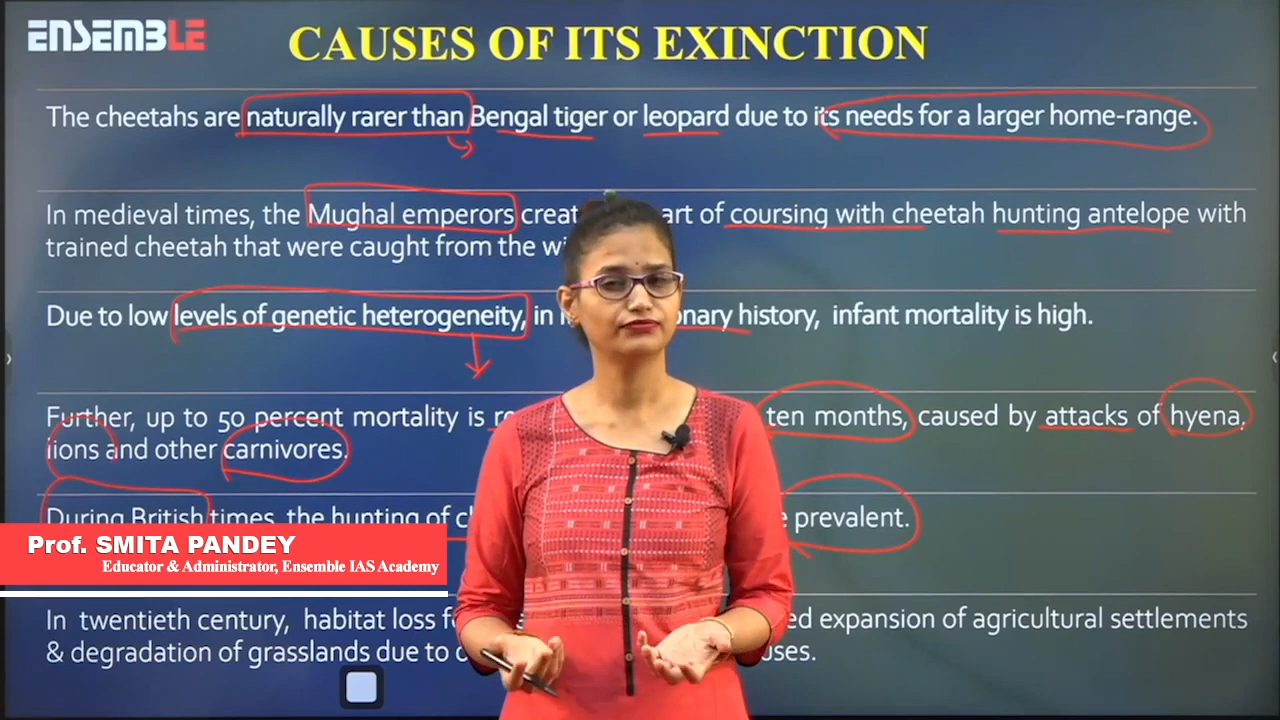 ENSEMBLE
CAUSES OF ITS EXINCTION
The cheetahs are naturally rarer than Bengal tiger or leopard due to its needs for a larger home-range.
In medieval times, the Mughal emperors art of coursing with cheetah hunting antelope with
trained cheetah that were caught from the
Due to low levels of genetic heterogeneity, in history, infant mortality is high.
Further, up to 50 percent mortality is ten months, caused by attacks of hyena,
lions and other carnivores.
During British times, the hunting of prevalent.
Prof. SMITA PANDEY
Educator & Administrator, Ensemble IAS Academy
In twentieth century, habitat loss expansion of agricultural settlements
& degradation of grasslands due to